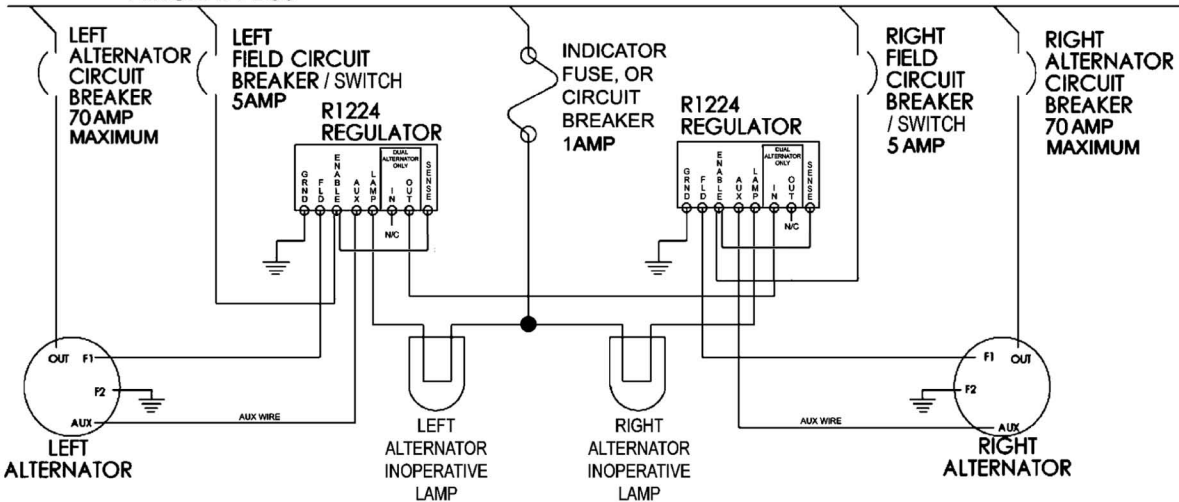 LEFT
ALTERNATOR
CIRCUIT
BREAKER
70 AMP
MAXIMUM
LEFT
FIELD CIRCUIT
BREAKER / SWITCH
5AMP
R1224
REGULATOR
GRND
FLD
ENABLE
AUX
LAMP
DUAL
ALTERNATOR
ONLY
IN
OUT
SENSE
N/C
INDICATOR
FUSE, OR
CIRCUIT
BREAKER
1AMP
R1224
REGULATOR
GRND
FLD
ENABLE
AUX
LAMP
DUAL
ALTERNATOR
ONLY
IN
OUT
SENSE
N/C
RIGHT
FIELD
CIRCUIT
BREAKER
/ SWITCH
5 AMP
RIGHT
ALTERNATOR
CIRCUIT
BREAKER
70 AMP
MAXIMUM
OUT F1
F2
AUX
AUX WIRE
LEFT
ALTERNATOR
LEFT
ALTERNATOR
INOPERATIVE
LAMP
RIGHT
ALTERNATOR
INOPERATIVE
LAMP
AUX WIRE
F1 OUT
F2
AUX
RIGHT
ALTERNATOR